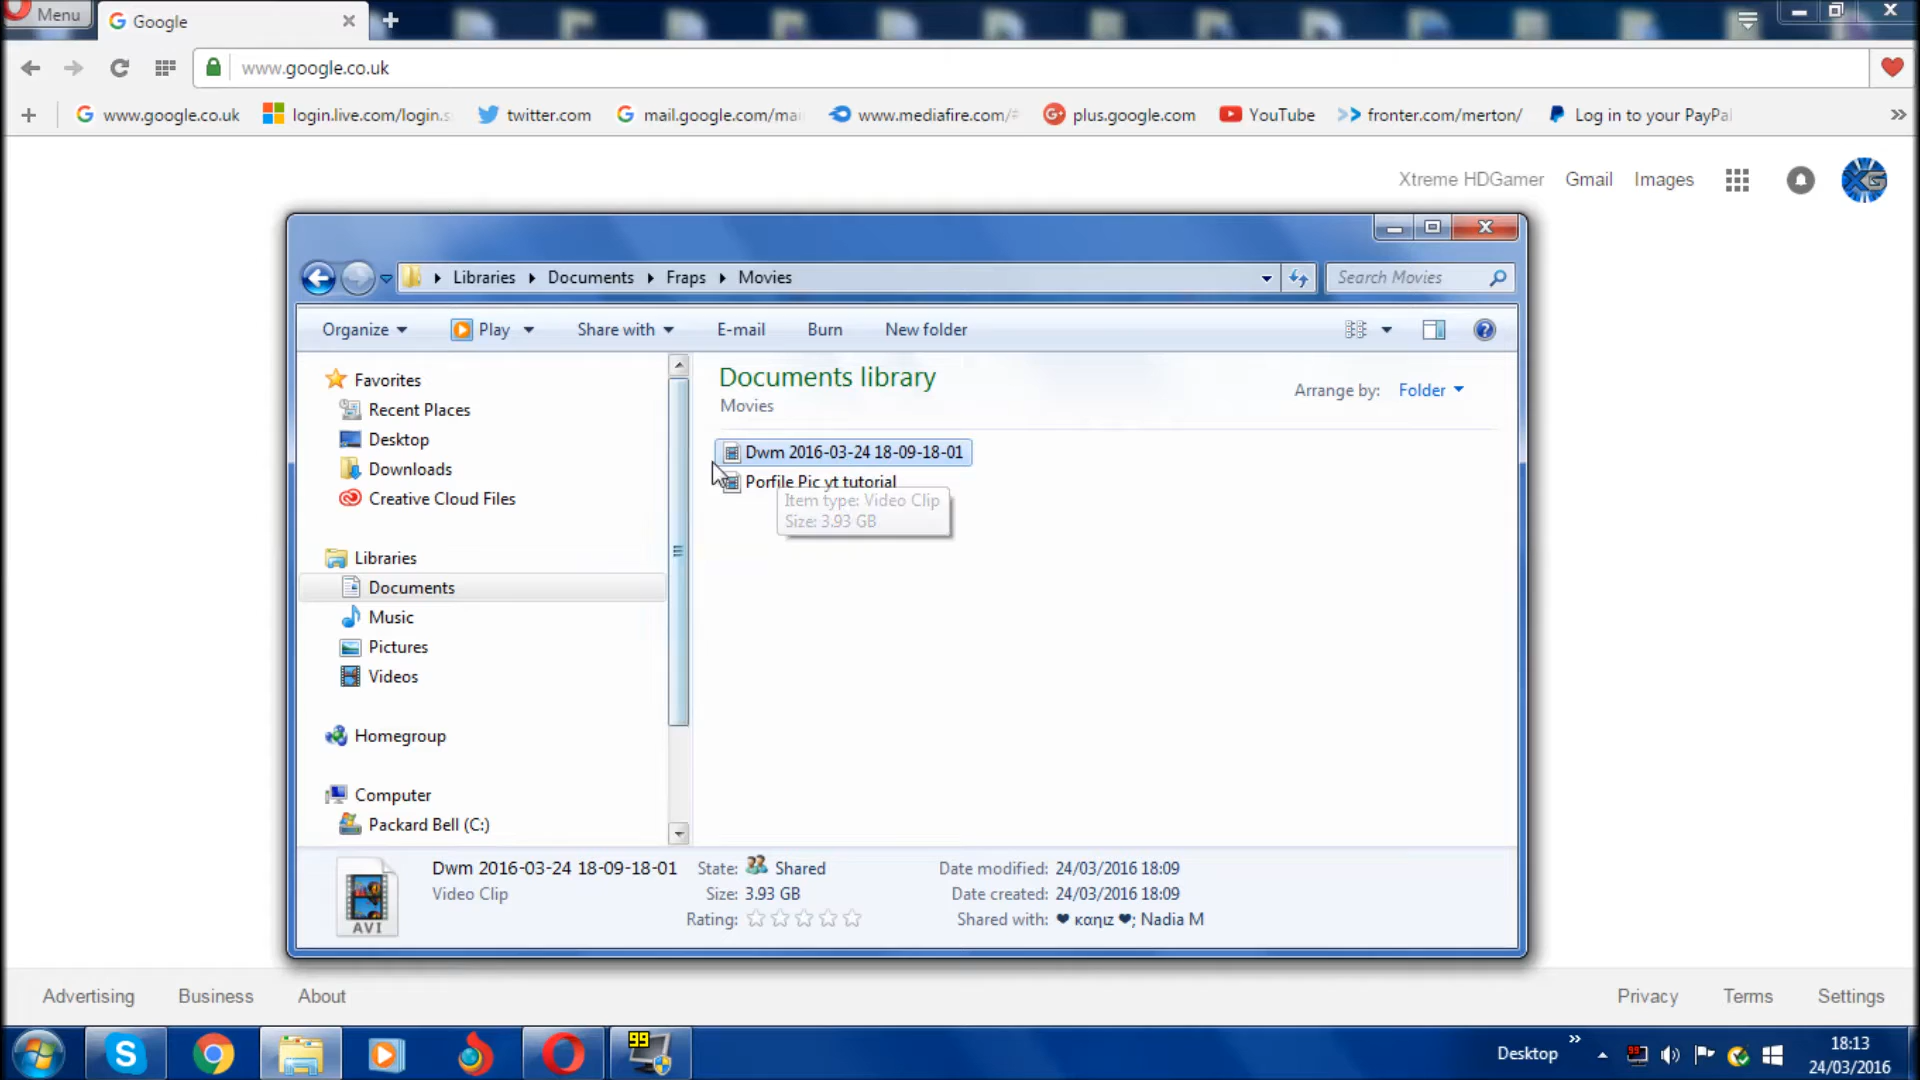 Menu
Google
www.google.co.uk
www.google.co.uk
login.live.com/login.s
twitter.com
mail.google.com/mai
www.mediafire.com/#
plus.google.com
YouTube
fronter.com/merton/
Log in to your PayPal
Xtreme HDGamer Gmail Images
Libraries Documents Fraps Movies
Search Movies
Organize Play Share with E-mail Burn New folder
Favorites
Recent Places
Desktop
Downloads
Creative Cloud Files
Libraries
Documents
Music
Pictures
Videos
Homegroup
Computer
Packard Bell (C:)
Documents library
Movies
Arrange by: Folder
Dwm 2016-03-24 18-09-18-01
Porfile Pic yt tutorial
Item type: Video Clip
Size: 3.93 GB
AVI
Dwm 2016-03-24 18-09-18-01
Video Clip
State: Shared
Size: 3.93 GB
Rating:
Date modified: 24/03/2016 18:09
Date created: 24/03/2016 18:09
Shared with: ❤ καηιz ❤; Nadia M
Advertising Business About
Privacy Terms Settings
99
Desktop
18:13
24/03/2016